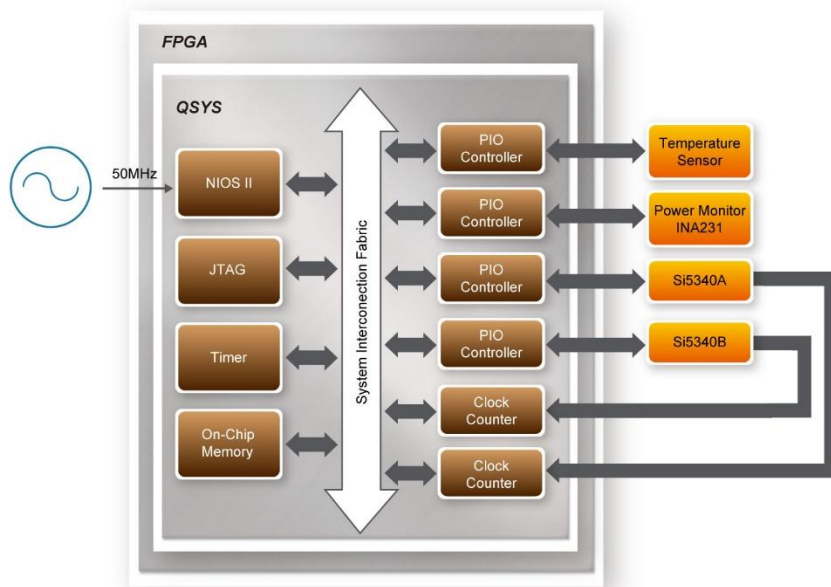 FPGA
QSYS
50MHz
NIOS II
JTAG
Timer
On-Chip
Memory
System Interconnection Fabric
PIO
Controller
PIO
Controller
PIO
Controller
PIO
Controller
Clock
Counter
Clock
Counter
Temperature
Sensor
Power Monitor
INA231
Si5340A
Si5340B